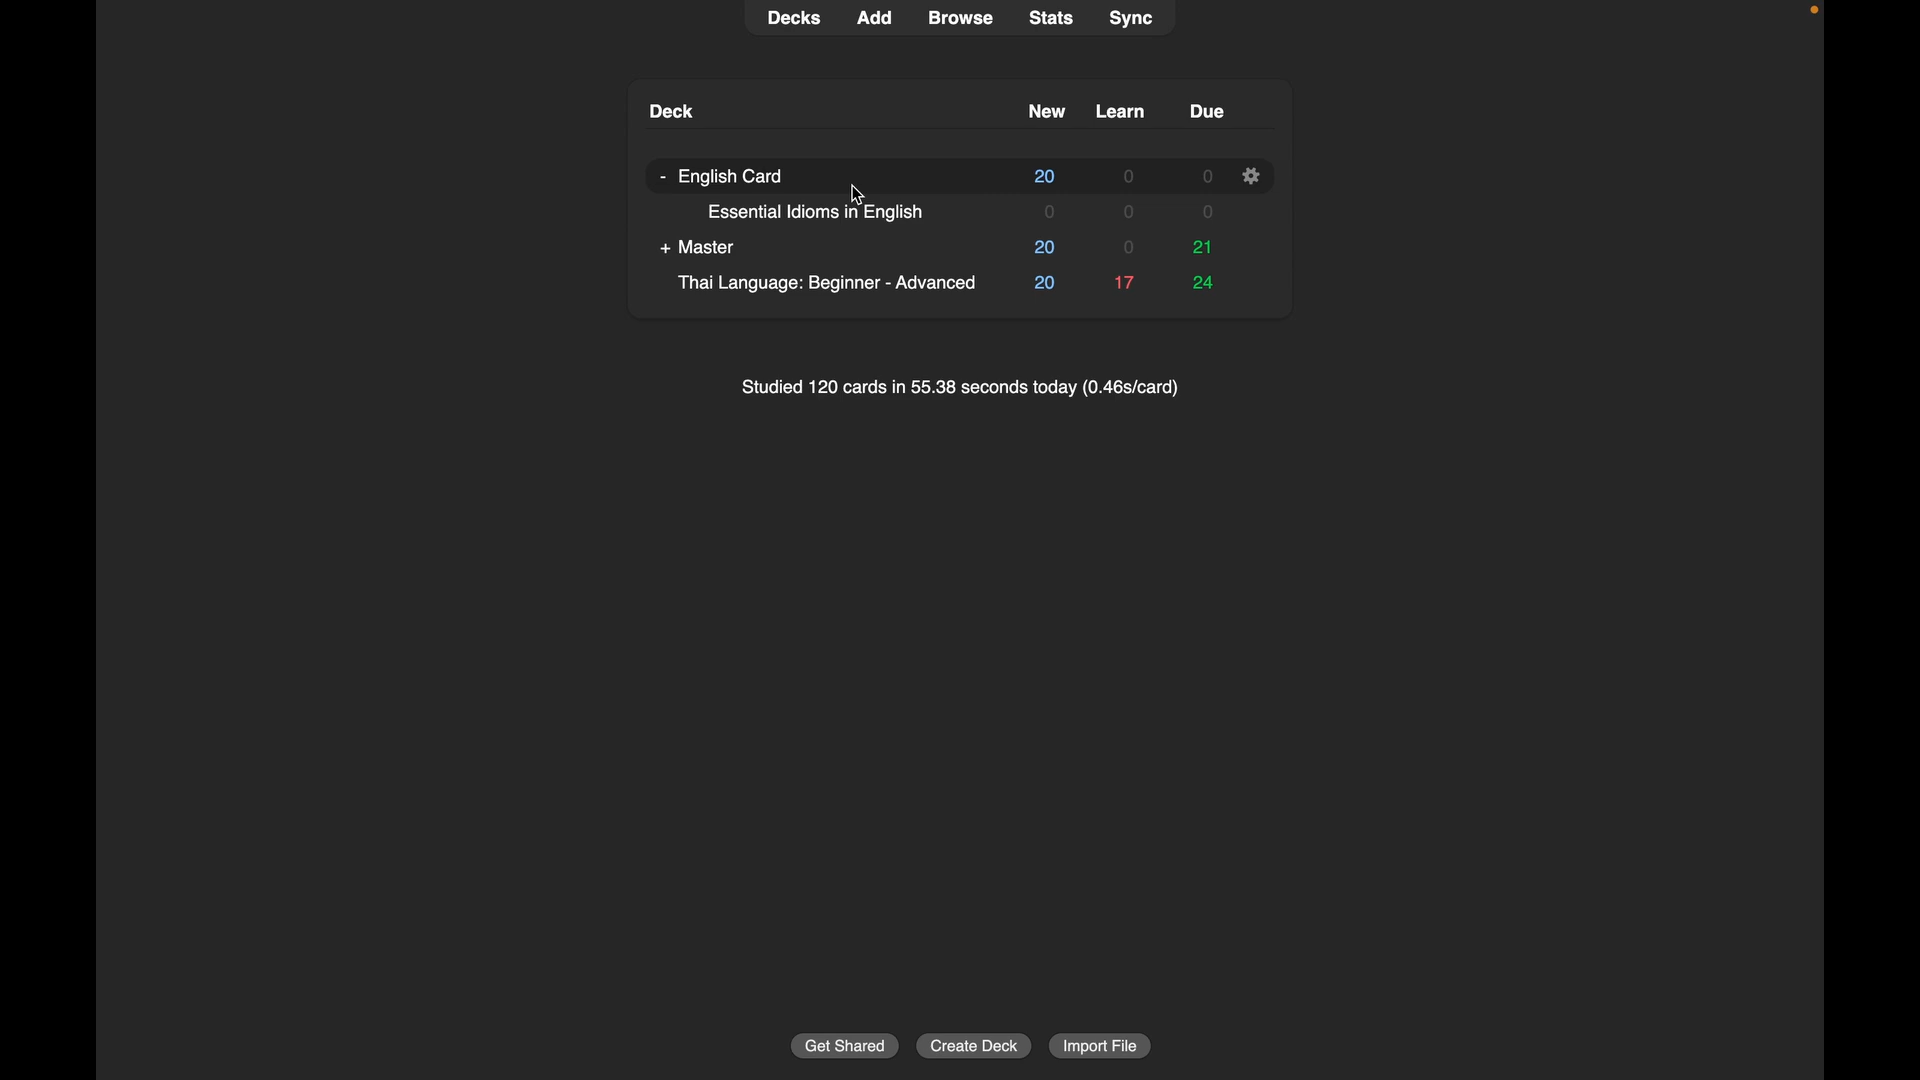 Decks Add Browse Stats Sync
Deck New Learn Due
- English Card 20 0 0
Essential Idioms in English 0 0 0
+ Master 20 0 21
Thai Language: Beginner - Advanced 20 17 24
Studied 120 cards in 55.38 seconds today (0.46s/card)
Get Shared Create Deck Import File